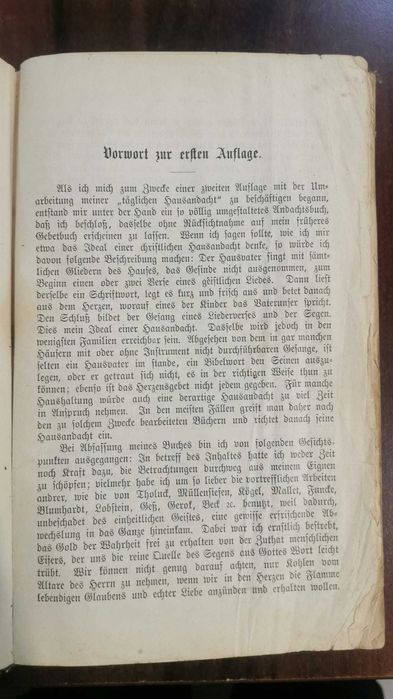 Vorwort zur ersten Auflage.
Als ich mich zum Zwecke einer zweiten Auflage mit der Um-
arbeitung meiner „täglichen Hausandacht" zu beschäftigen begann,
entstand mir unter der Hand ein so völlig umgestaltetes Andachtsbuch,
daß ich beschloß, dasselbe ohne Rücksichtnahme auf mein früheres
Gebetbuch erscheinen zu lassen. Wenn ich sagen sollte, wie ich mir
etwa das Ideal einer christlichen Hausandacht denke, so würde ich
davon folgende Beschreibung machen: Der Hausvater singt mit sämt-
lichen Gliedern des Hauses, das Gesinde nicht ausgenommen, zum
Beginn einen oder zwei Verse eines geistlichen Liedes. Dann liest
derselbe ein Schriftwort, legt es kurz und frisch aus und betet danach
aus dem Herzen, worauf eines der Kinder das Vaterunser spricht.
Den Schluß bildet der Gesang eines Liederverses und der Segen.
Dies mein Ideal einer Hausandacht. Dasselbe wird jedoch in den
wenigsten Familien erreichbar sein. Abgesehen von dem in gar manchen
Häusern mit oder ohne Instrument nicht durchführbaren Gesange, ist
selten ein Hausvater im stande, ein Bibelwort den Seinen auszu-
legen, oder er getraut sich nicht, es in der richtigen Weise thun zu
können; ebenso ist das Herzensgebet nicht jedem gegeben. Für manche
Haushaltung würde auch eine derartige Hausandacht zu viel Zeit
in Anspruch nehmen. In den meisten Fällen greift man daher nach
den zu solchem Zwecke bearbeiteten Büchern und richtet danach seine
Hausandacht ein.
Bei Abfassung meines Buches bin ich von folgenden Gesichts-
punkten ausgegangen: In betreff des Inhaltes hatte ich weder Zeit
noch Kraft dazu, die Betrachtungen durchweg aus meinem Eignen
zu schöpfen; vielmehr habe ich um so lieber die vortrefflichen Arbeiten
andrer, wie die von Tholuck, Müllensiefen, Kögel, Mallet, Funcke,
Blumhardt, Lobstein, Geß, Gerok, Beck ꝛc. benutzt, weil dadurch,
unbeschadet des einheitlichen Geistes, eine gewisse erfrischende Ab-
wechslung in das Ganze hineinkam. Dabei war ich ernstlich bestrebt,
das Gold der Wahrheit frei zu erhalten von der Zuthat menschlichen
Eifers, der uns die reine Quelle des Segens aus Gottes Wort leicht
trübt. Wir können nicht genug darauf achten, nur Kohlen vom
Altare des Herrn zu nehmen, wenn wir in den Herzen die Flamme
lebendigen Glaubens und echter Liebe anzünden und erhalten wollen.